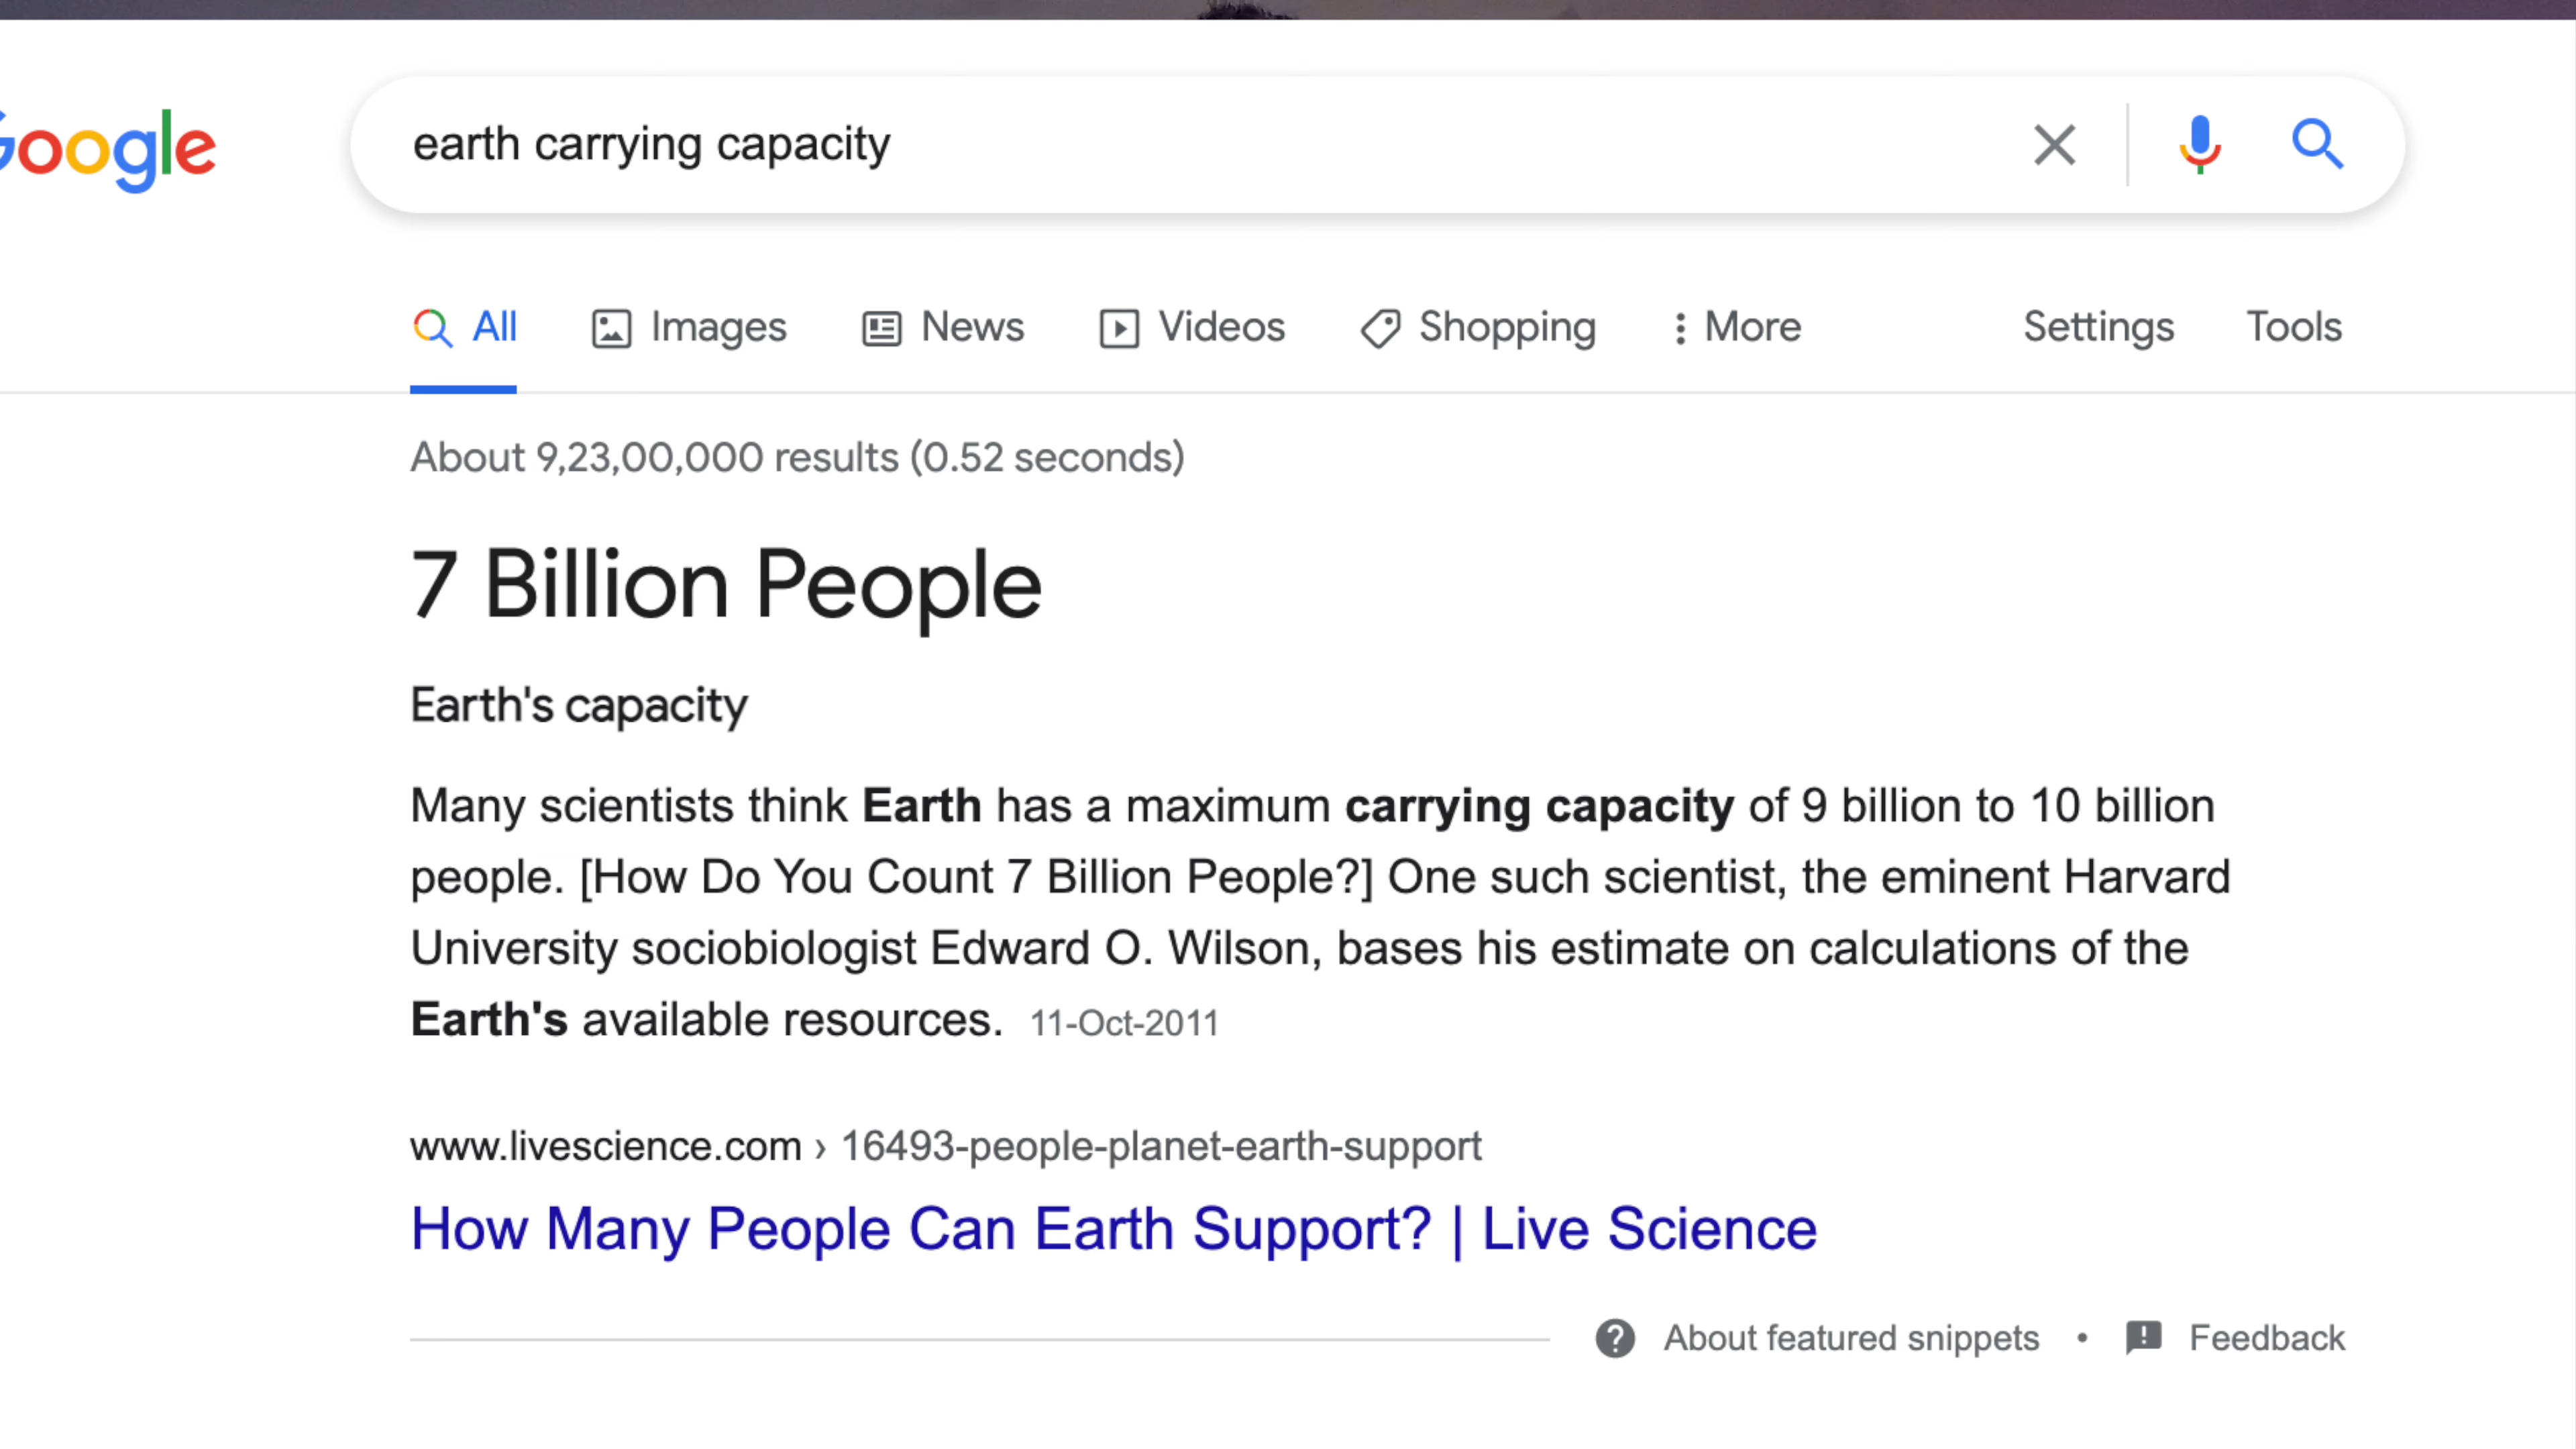 Google
earth carrying capacity
All Images News Videos Shopping More Settings Tools
About 9,23,00,000 results (0.52 seconds)
7 Billion People
Earth's capacity
Many scientists think Earth has a maximum carrying capacity of 9 billion to 10 billion
people. [How Do You Count 7 Billion People?] One such scientist, the eminent Harvard
University sociobiologist Edward O. Wilson, bases his estimate on calculations of the
Earth's available resources. 11-Oct-2011
www.livescience.com › 16493-people-planet-earth-support
How Many People Can Earth Support? | Live Science
About featured snippets • Feedback